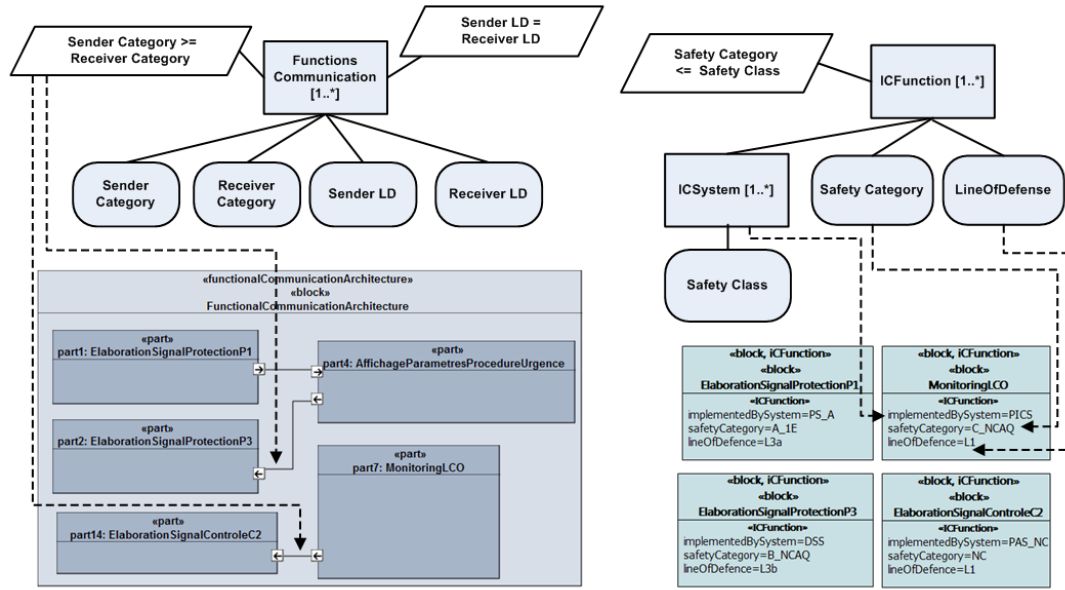 Sender Category >=
Receiver Category
Functions
Communication
[1..*]
Sender LD =
Receiver LD
Sender
Category
Receiver
Category
Sender LD
Receiver LD
Safety Category
<= Safety Class
ICFunction [1..*]
ICSystem [1..*]
Safety Category
LineOfDefense
Safety Class
«functionalCommunicationArchitecture»
«block»
FunctionalCommunicationArchitecture
«part»
part1: ElaborationSignalProtectionP1
«part»
part4: AffichageParametresProcedureUrgence
«part»
part2: ElaborationSignalProtectionP3
«part»
part7: MonitoringLCO
«part»
part14: ElaborationSignalControleC2
«block, iCFunction»
«block»
ElaborationSignalProtectionP1
«ICFunction»
implementedBySystem=PS_A
safetyCategory=A_1E
lineOfDefence=L3a
«block, iCFunction»
«block»
MonitoringLCO
«ICFunction»
implementedBySystem=PICS
safetyCategory=C_NCAQ
lineOfDefence=L1
«block, iCFunction»
«block»
ElaborationSignalProtectionP3
«ICFunction»
implementedBySystem=DSS
safetyCategory=B_NCAQ
lineOfDefence=L3b
«block, iCFunction»
«block»
ElaborationSignalControleC2
«ICFunction»
implementedBySystem=PAS_NC
safetyCategory=NC
lineOfDefence=L1